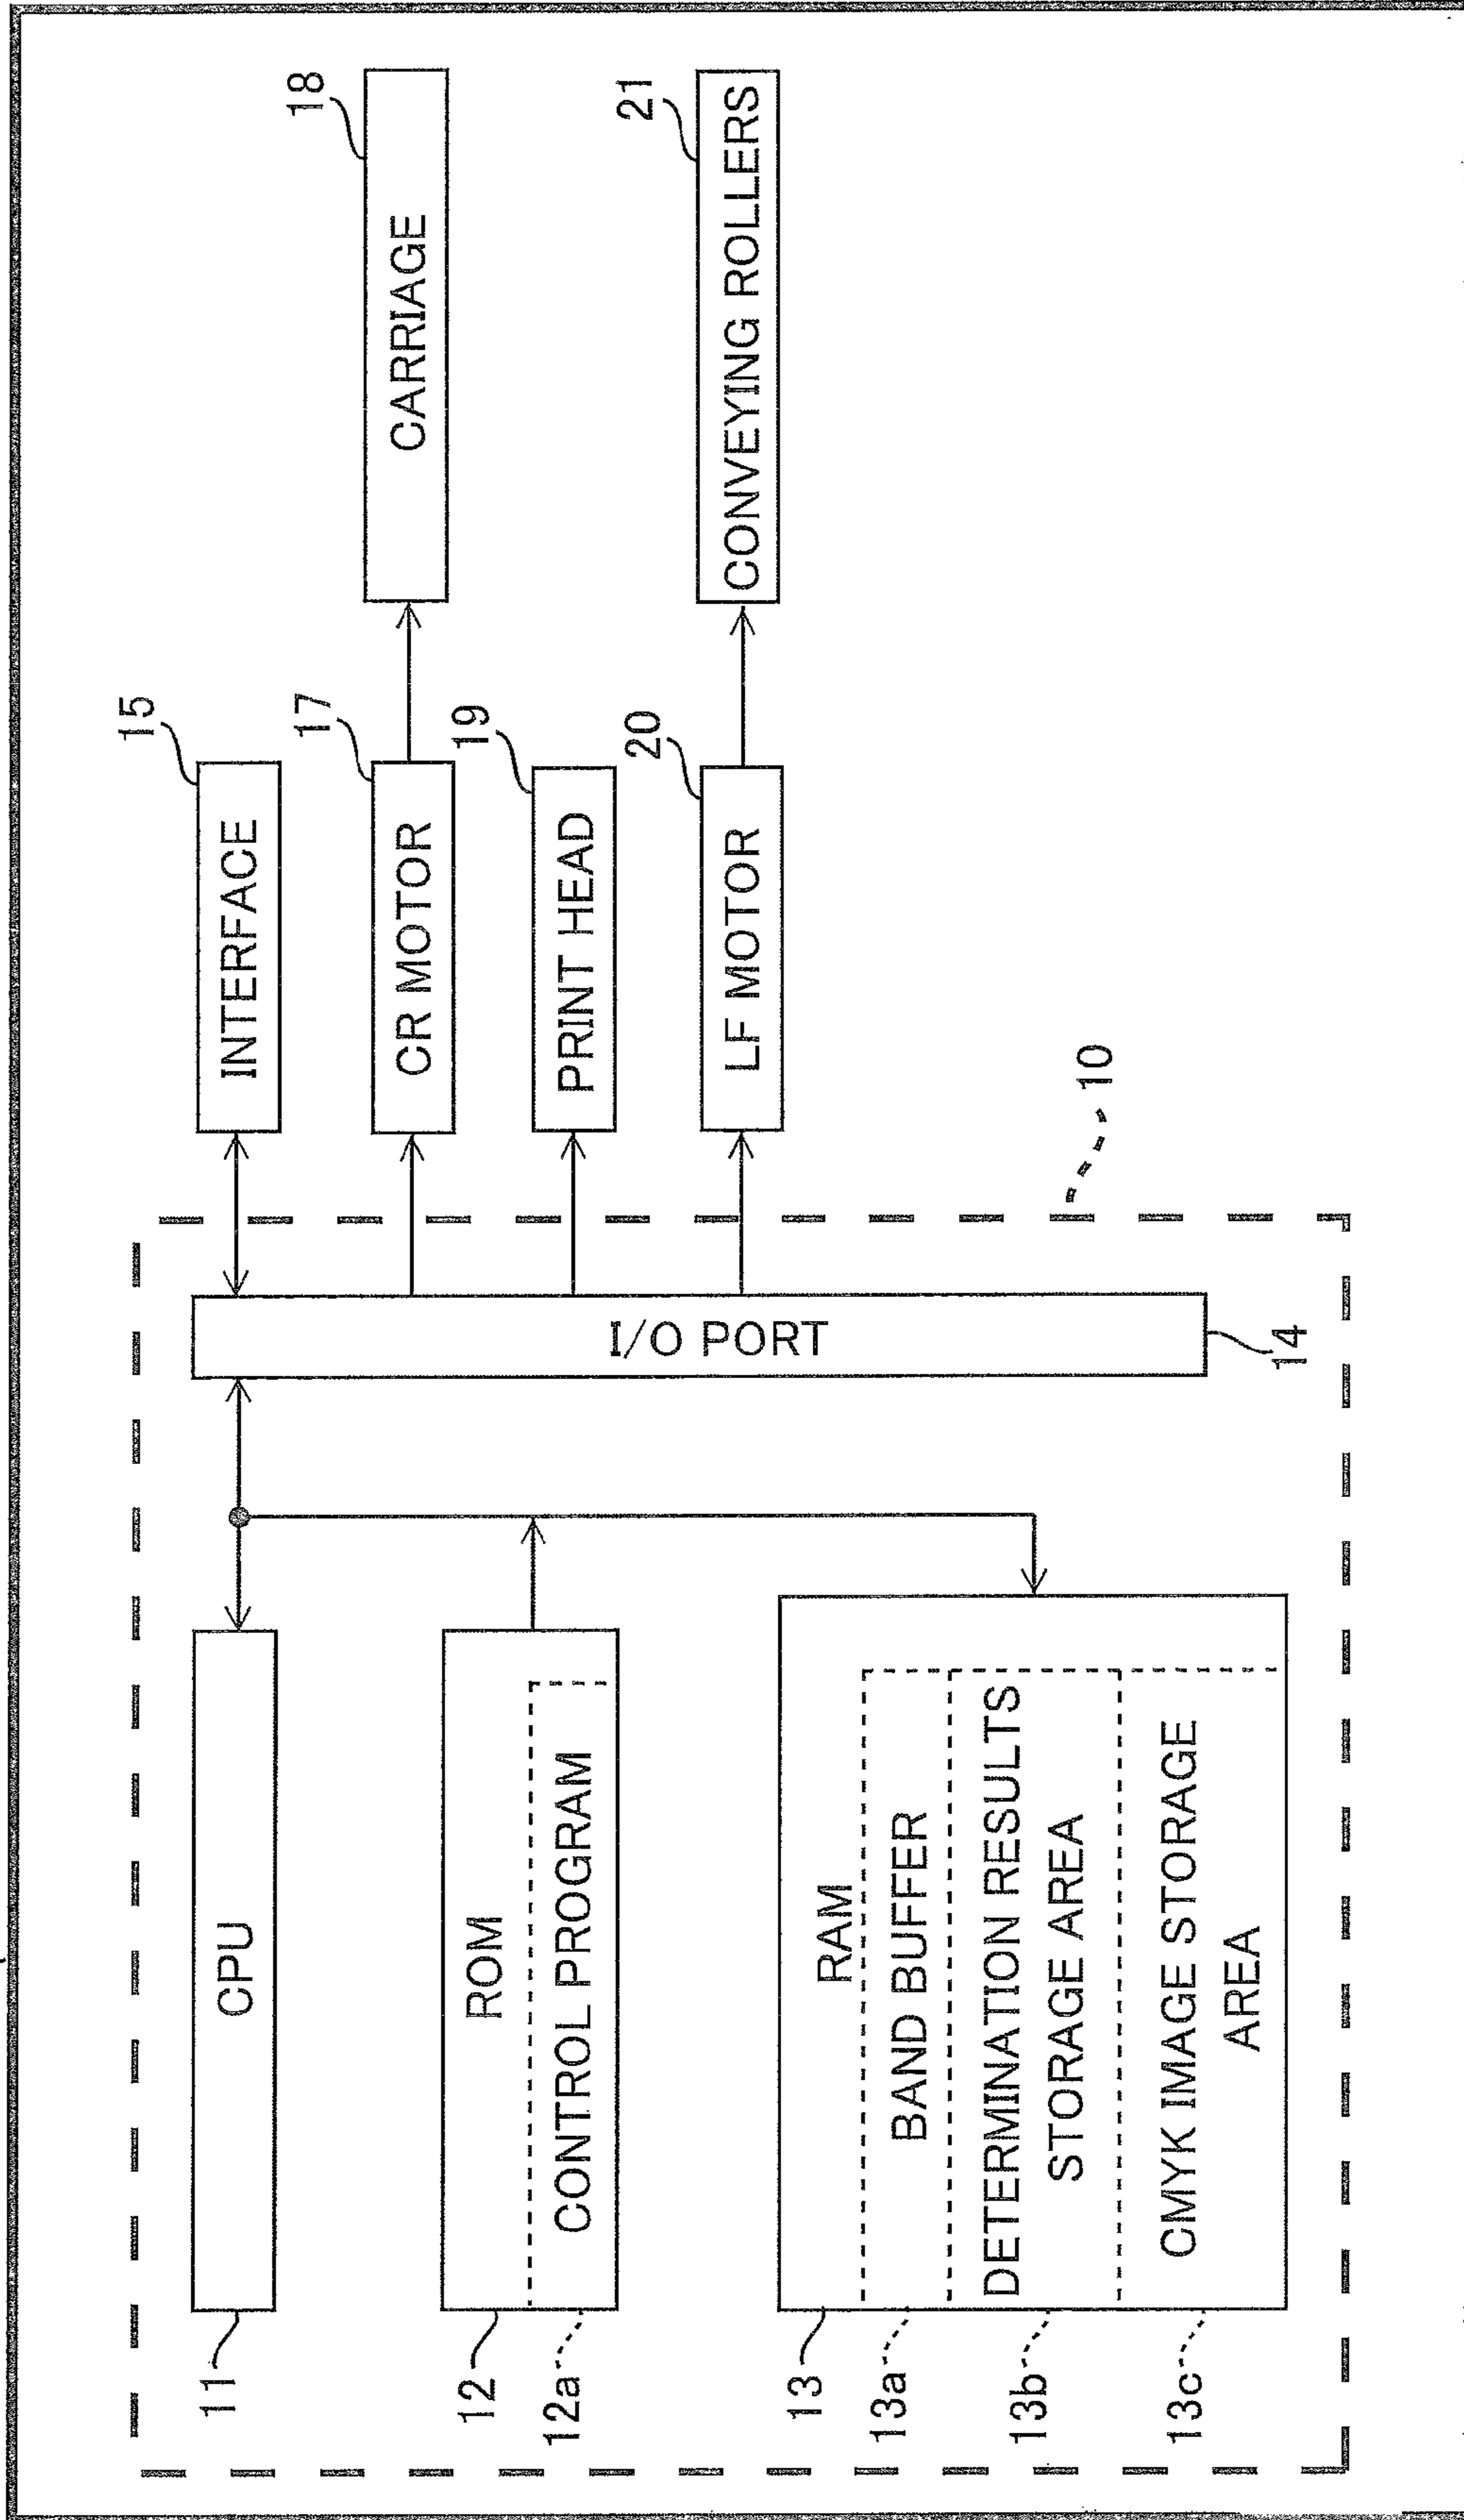 11
CPU
12
ROM
12a
CONTROL PROGRAM
13
RAM
13a
BAND BUFFER
13b
DETERMINATION RESULTS
STORAGE AREA
13c
CMYK IMAGE STORAGE
AREA
I/O PORT
14
10
15
INTERFACE
17
CR MOTOR
18
CARRIAGE
19
PRINT HEAD
20
LF MOTOR
21
CONVEYING ROLLERS